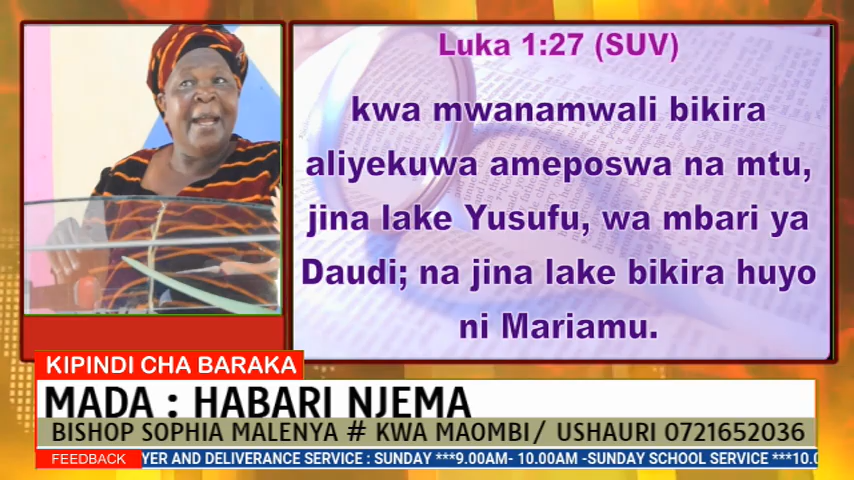 Luka 1:27 (SUV)
kwa mwanamwali bikira
aliyekuwa ameposwa na mtu,
jina lake Yusufu, wa mbari ya
Daudi; na jina lake bikira huyo
ni Mariamu.
KIPINDI CHA BARAKA
MADA : HABARI NJEMA
BISHOP SOPHIA MALENYA # KWA MAOMBI/ USHAURI 0721652036
FEEDBACK YER AND DELIVERANCE SERVICE : SUNDAY ***9.00AM- 10.00AM -SUNDAY SCHOOL SERVICE ***10.0